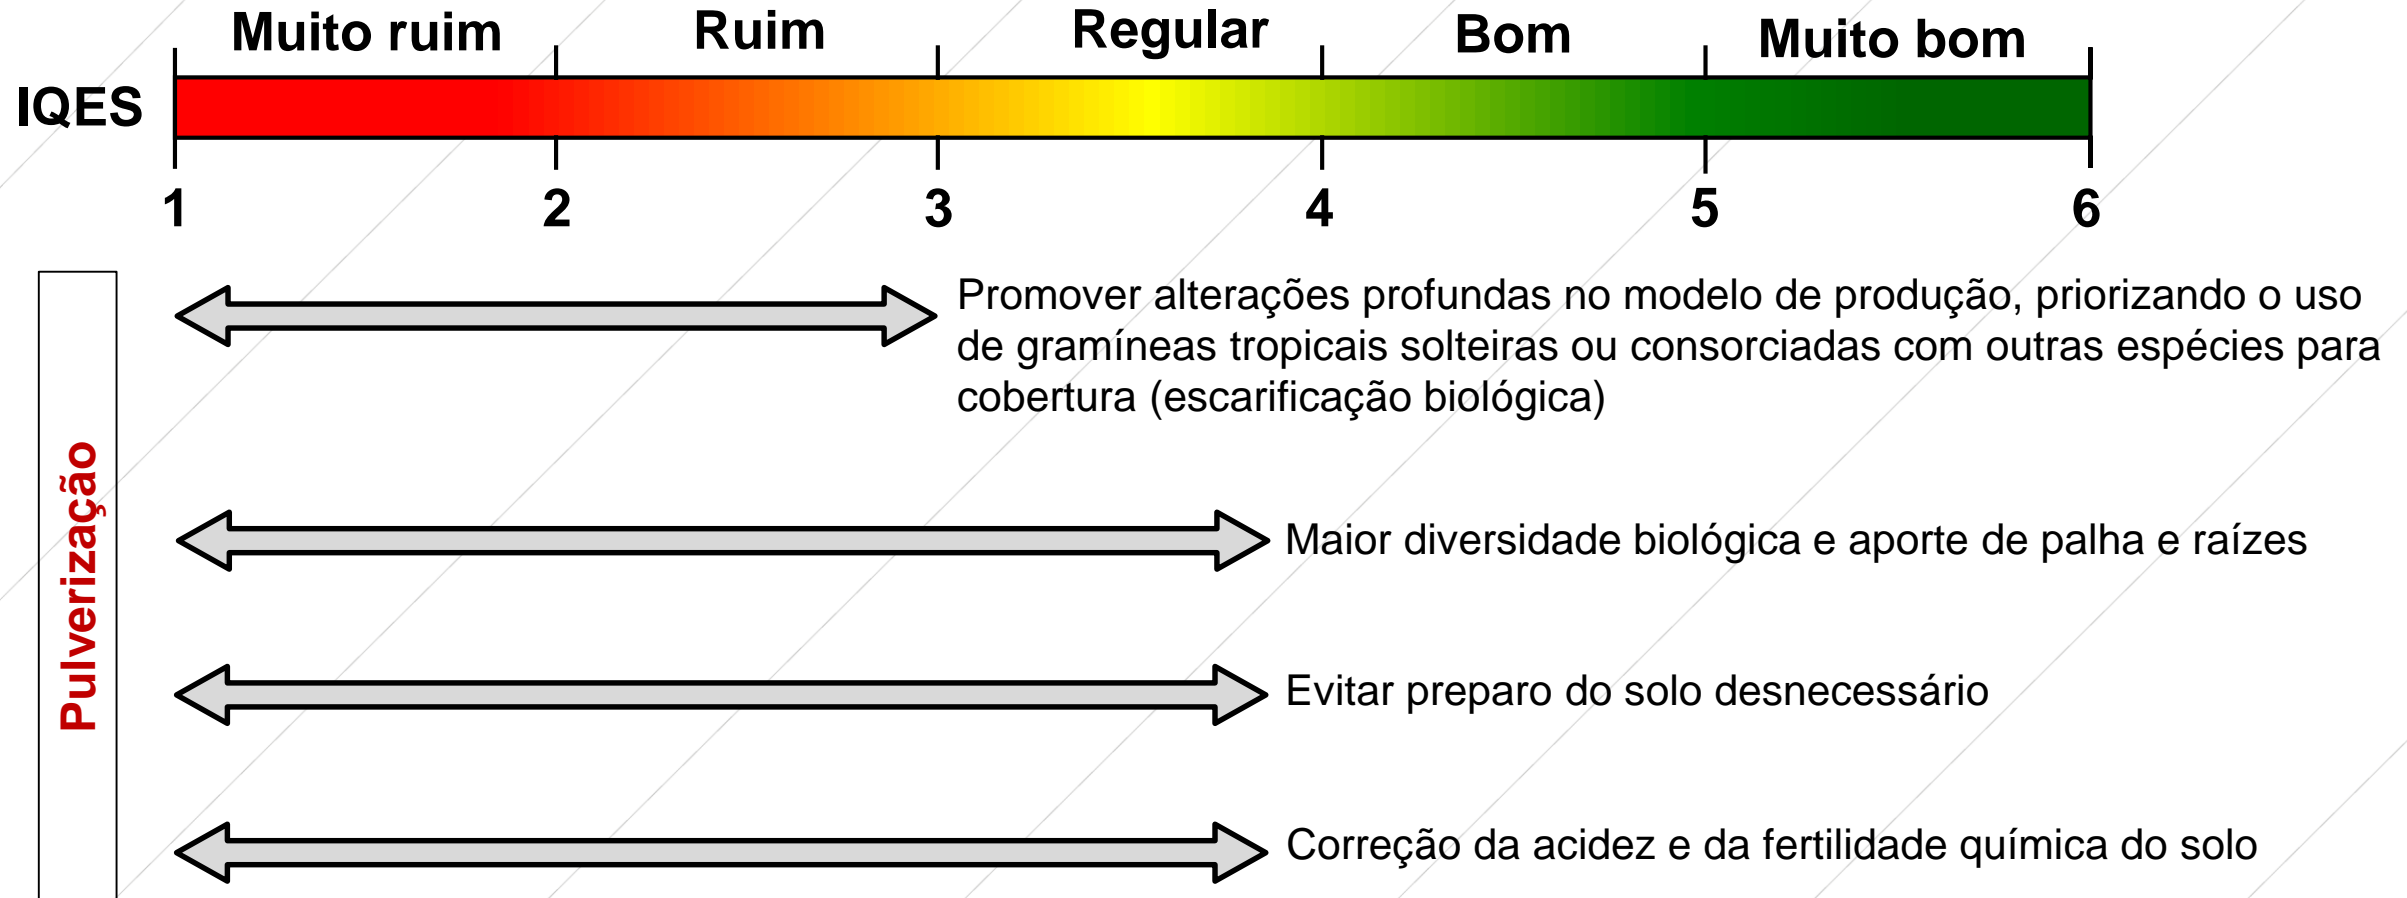 Muito ruim Ruim Regular Bom Muito bom
IQES
1 2 3 4 5 6
Pulverização
Promover alterações profundas no modelo de produção, priorizando o uso
de gramíneas tropicais solteiras ou consorciadas com outras espécies para
cobertura (escarificação biológica)
Maior diversidade biológica e aporte de palha e raízes
Evitar preparo do solo desnecessário
Correção da acidez e da fertilidade química do solo